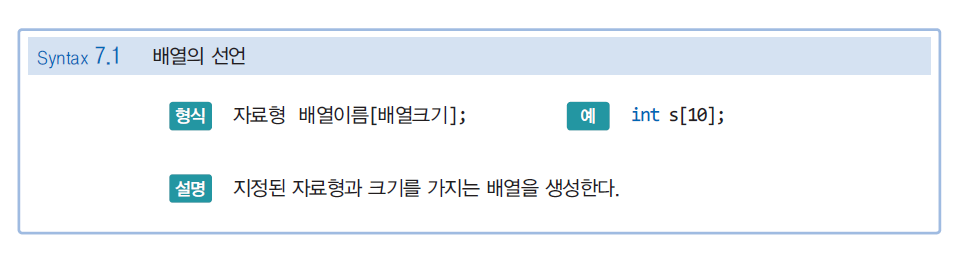 Syntax 7.1 배열의 선언
형식 자료형 배열이름[배열크기]; 예 int s[10];
설명 지정된 자료형과 크기를 가지는 배열을 생성한다.